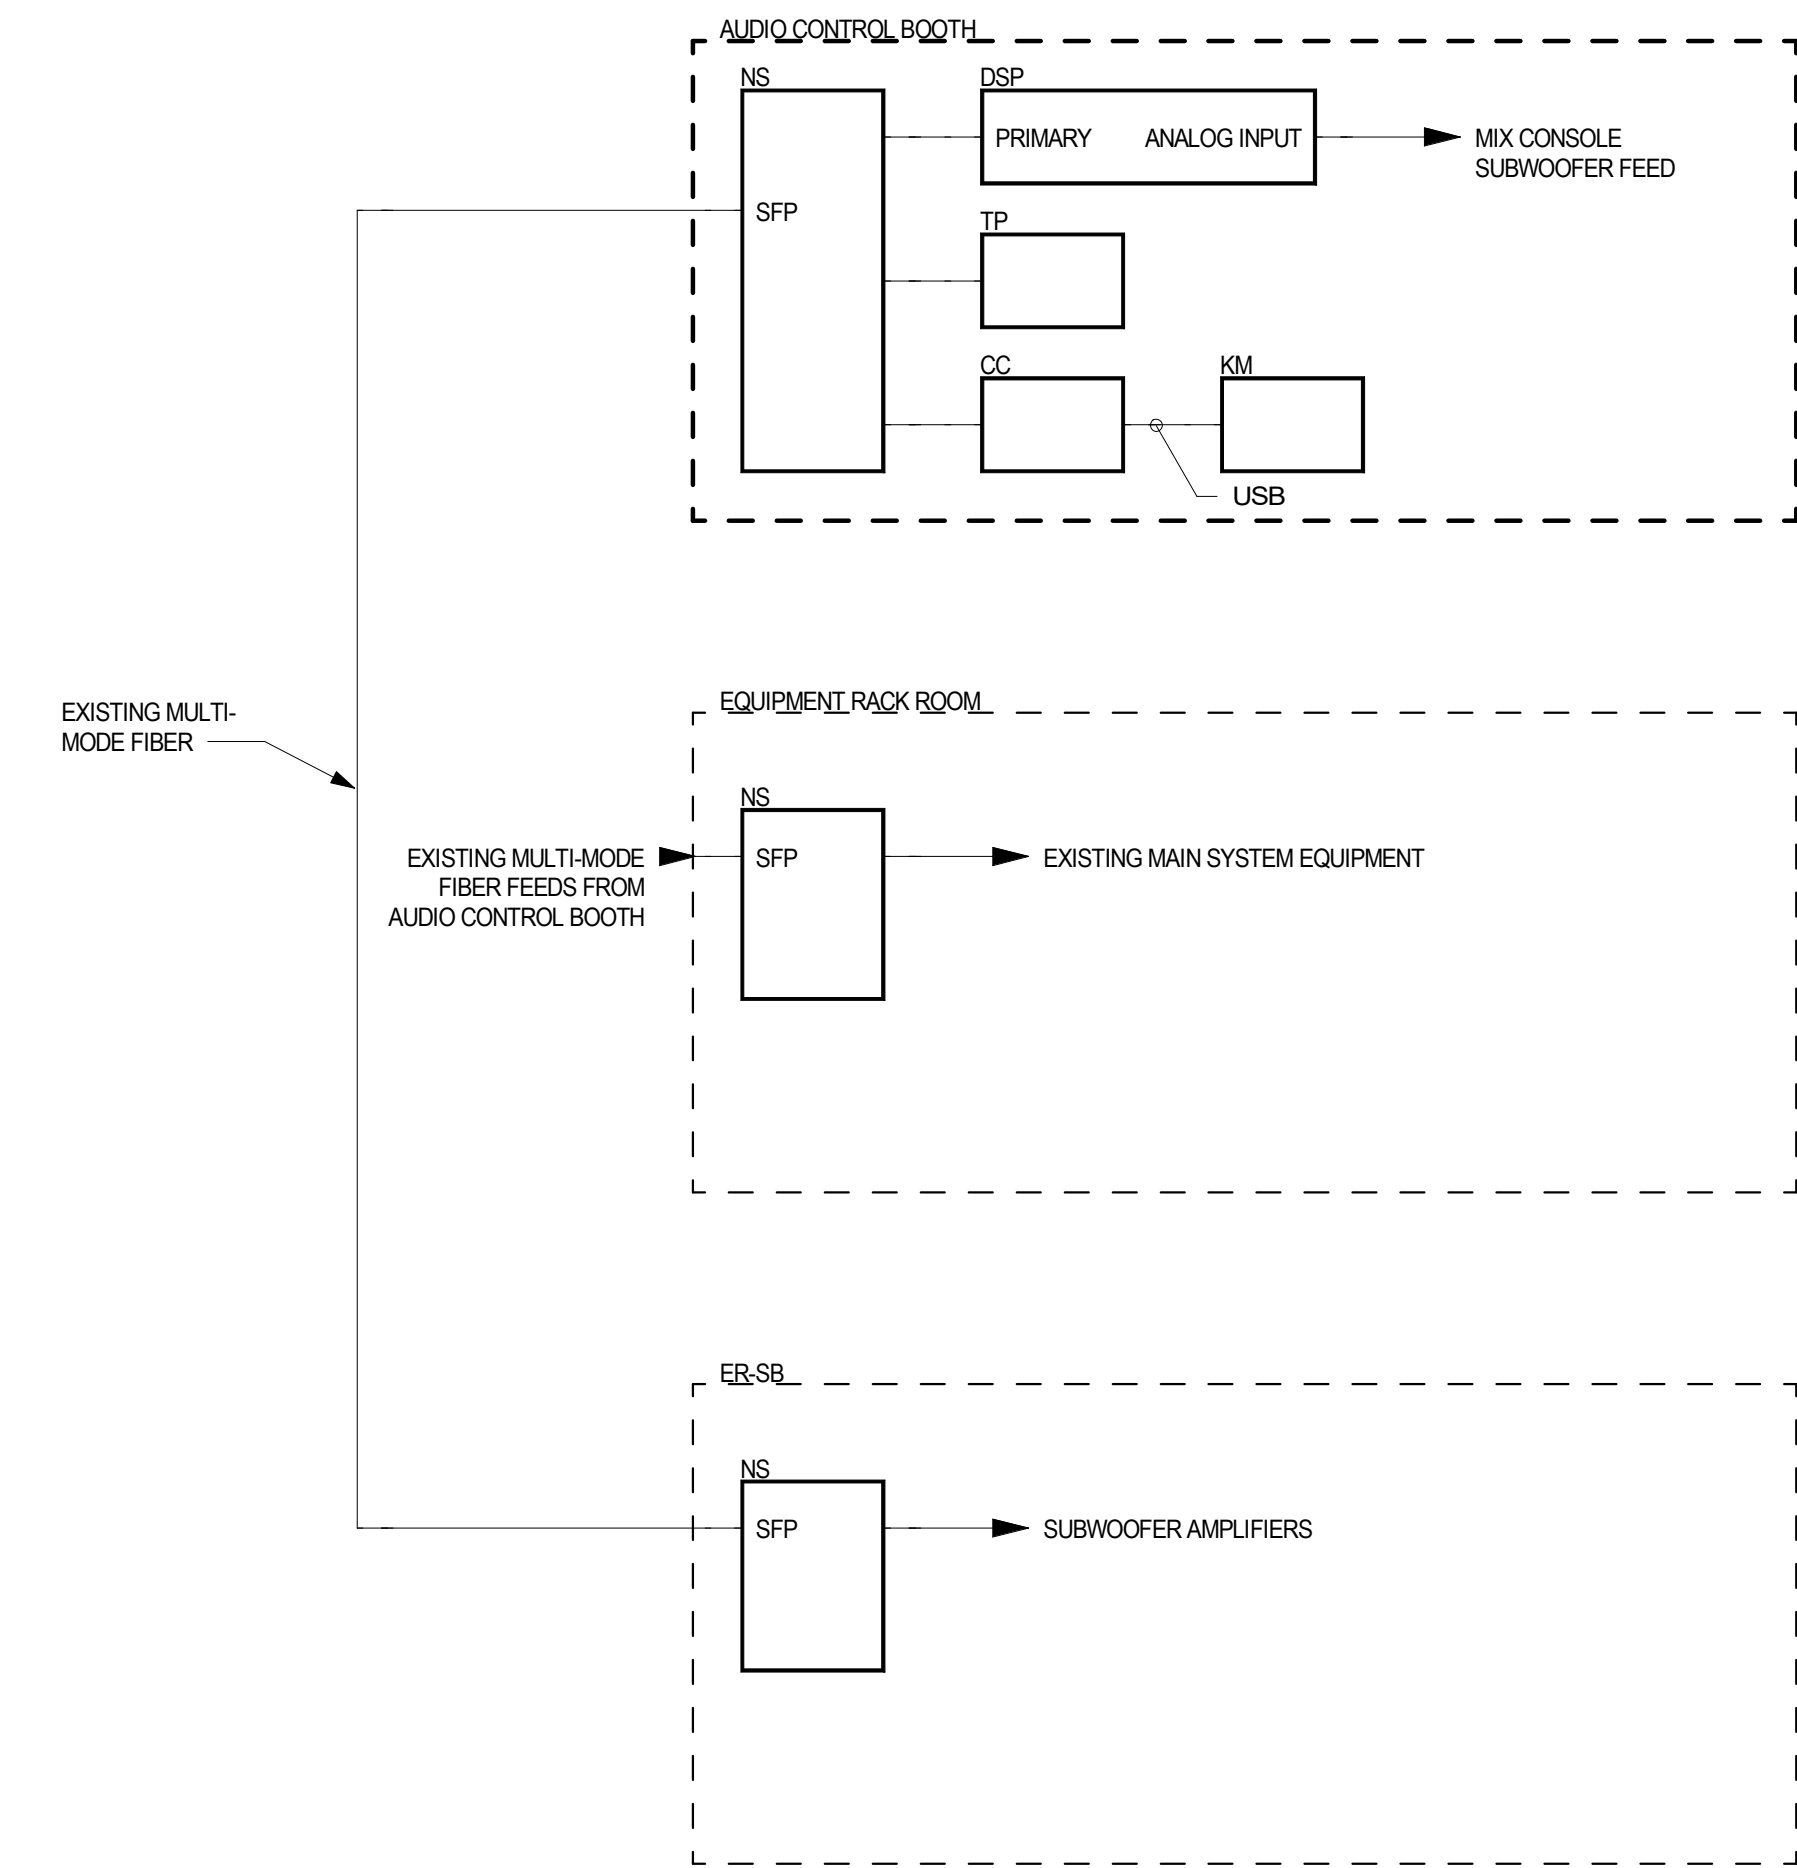 AUDIO CONTROL BOOTH
NS
DSP
PRIMARY
ANALOG INPUT
MIX CONSOLE
SUBWOOFER FEED
SFP
TP
CC
KM
USB
EXISTING MULTI-
MODE FIBER
EQUIPMENT RACK ROOM
NS
EXISTING MULTI-MODE
FIBER FEEDS FROM
AUDIO CONTROL BOOTH
SFP
EXISTING MAIN SYSTEM EQUIPMENT
ER-SB
NS
SFP
SUBWOOFER AMPLIFIERS